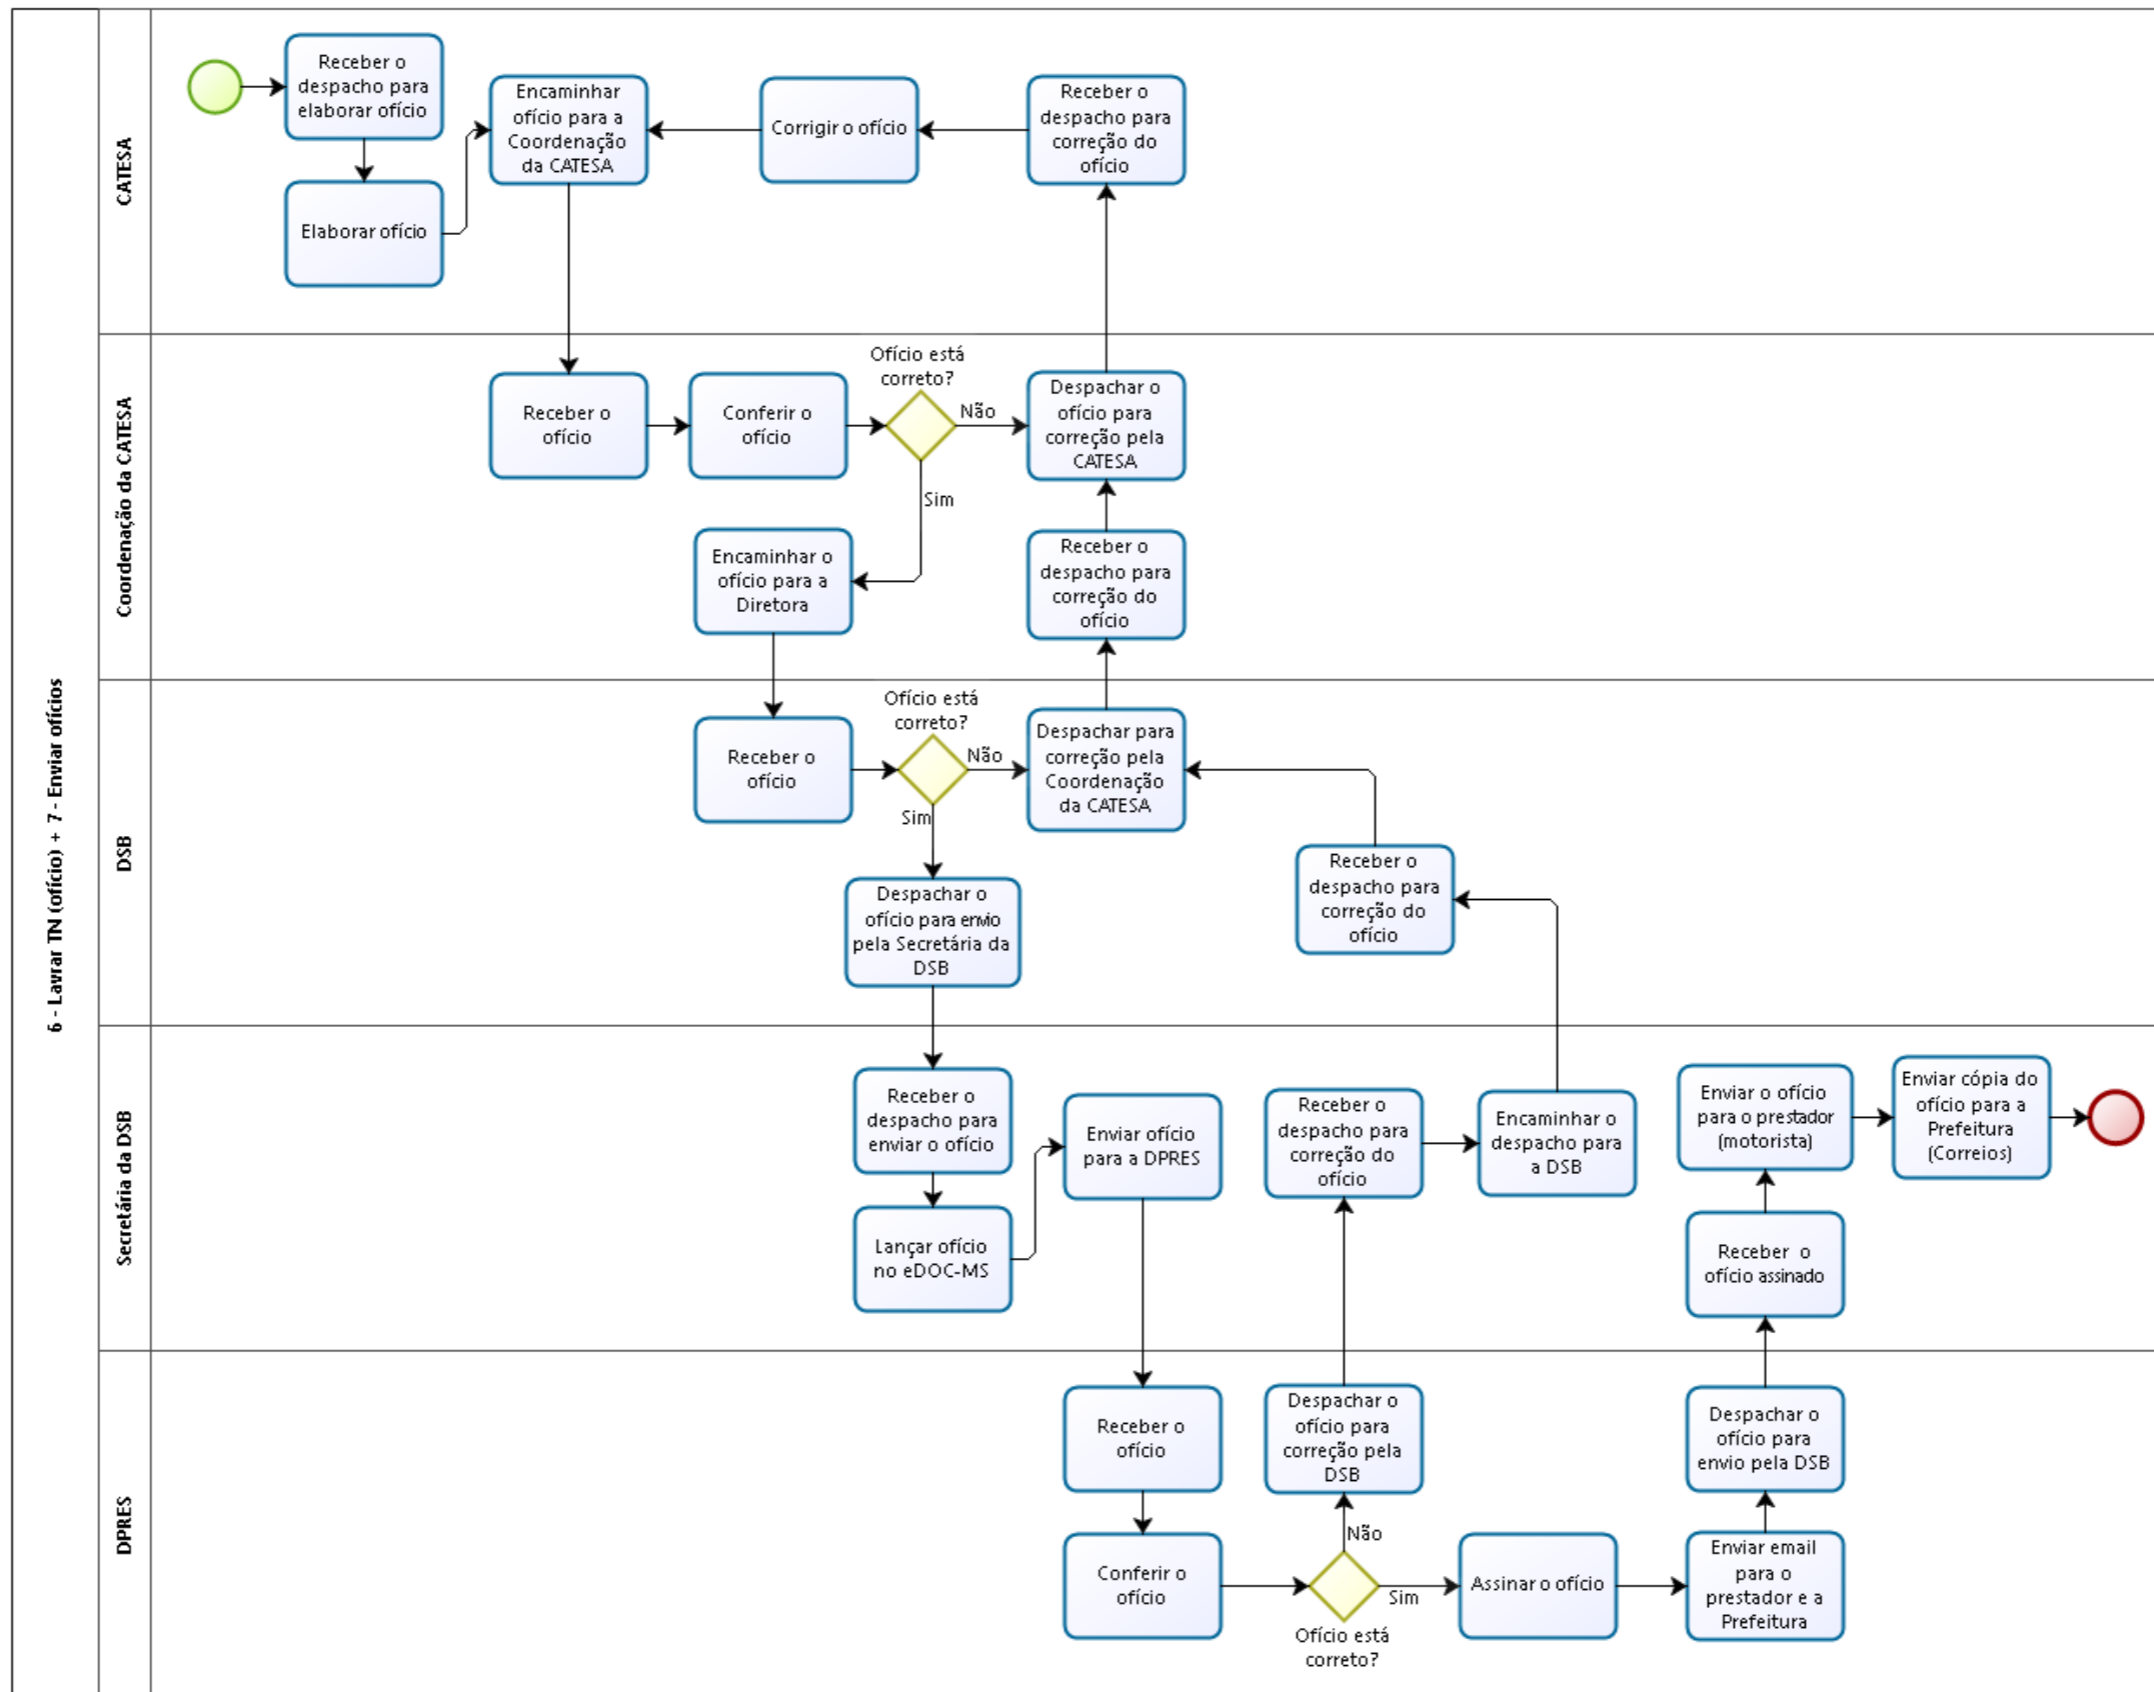 6 - Lavrar TN (ofício) + 7 - Enviar ofícios
CATESA
Receber o
despacho para
elaborar ofício
Elaborar ofício
Encaminhar
ofício para a
Coordenação
da CATESA
Corrigir o ofício
Receber o
despacho para
correção do
ofício
Coordenação da CATESA
Receber o
ofício
Conferir o
ofício
Ofício está
correto?
Não
Sim
Despachar o
ofício para
correção pela
CATESA
Encaminhar o
ofício para a
Diretora
Receber o
despacho para
correção do
ofício
DSB
Receber o
ofício
Ofício está
correto?
Não
Sim
Despachar para
correção pela
Coordenação
da CATESA
Receber o
despacho para
correção do
ofício
Despachar o
ofício para envio
pela Secretária da
DSB
Secretária da DSB
Receber o
despacho para
enviar o ofício
Lançar ofício
no eDOC-MS
Enviar ofício
para a DPRES
Receber o
despacho para
correção do
ofício
Encaminhar o
despacho para
a DSB
Enviar o ofício
para o prestador
(motorista)
Enviar cópia do
ofício para a
Prefeitura
(Correios)
Receber  o
ofício assinado
DPRES
Receber o
ofício
Conferir o
ofício
Despachar o
ofício para
correção pela
DSB
Não
Sim
Ofício está
correto?
Assinar o ofício
Despachar o
ofício para
envio pela DSB
Enviar email
para o
prestador e a
Prefeitura